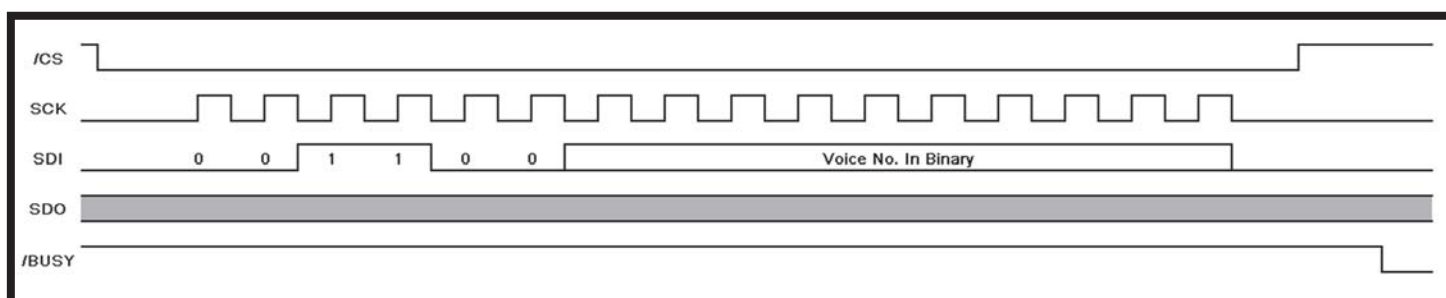 /CS
SCK
SDI 0 0 1 1 0 0 Voice No. In Binary
SDO
/BUSY